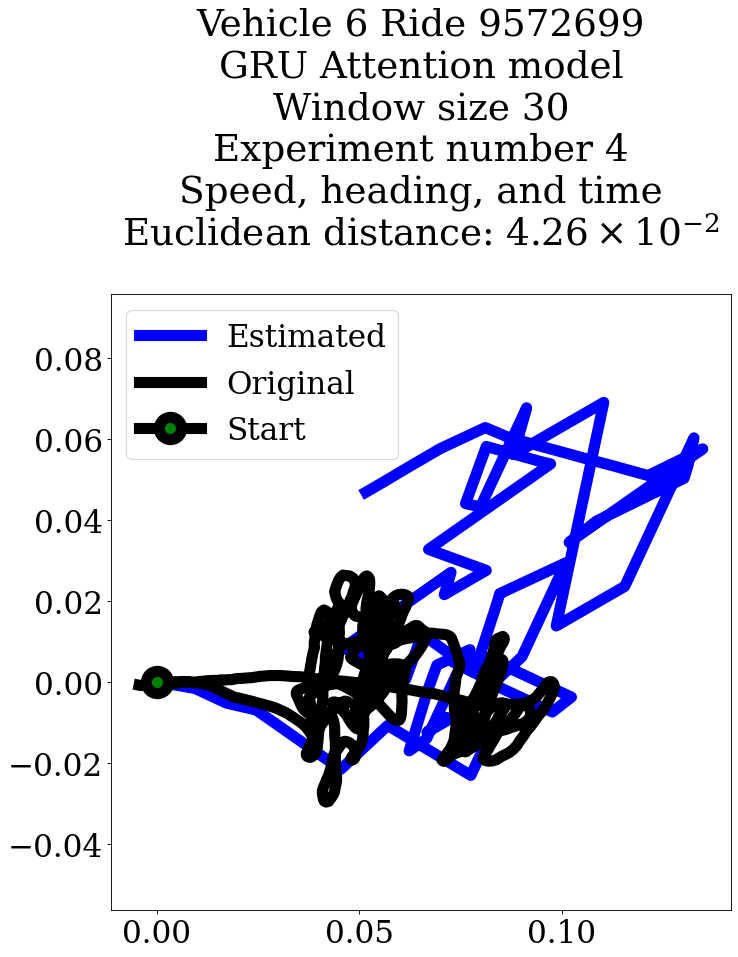 Vehicle 6 Ride 9572699
GRU Attention model
Window size 30
Experiment number 4
Speed, heading, and time
Euclidean distance: 4.26 × 10⁻²
Estimated
Original
Start
0.08
0.06
0.04
0.02
0.00
−0.02
−0.04
0.00 0.05 0.10